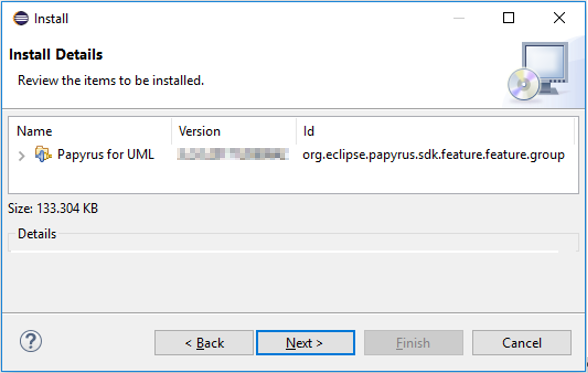 Install
Install Details
Review the items to be installed.
Name Version Id
Papyrus for UML org.eclipse.papyrus.sdk.feature.feature.group
Size: 133.304 KB
Details
? < Back Next > Finish Cancel